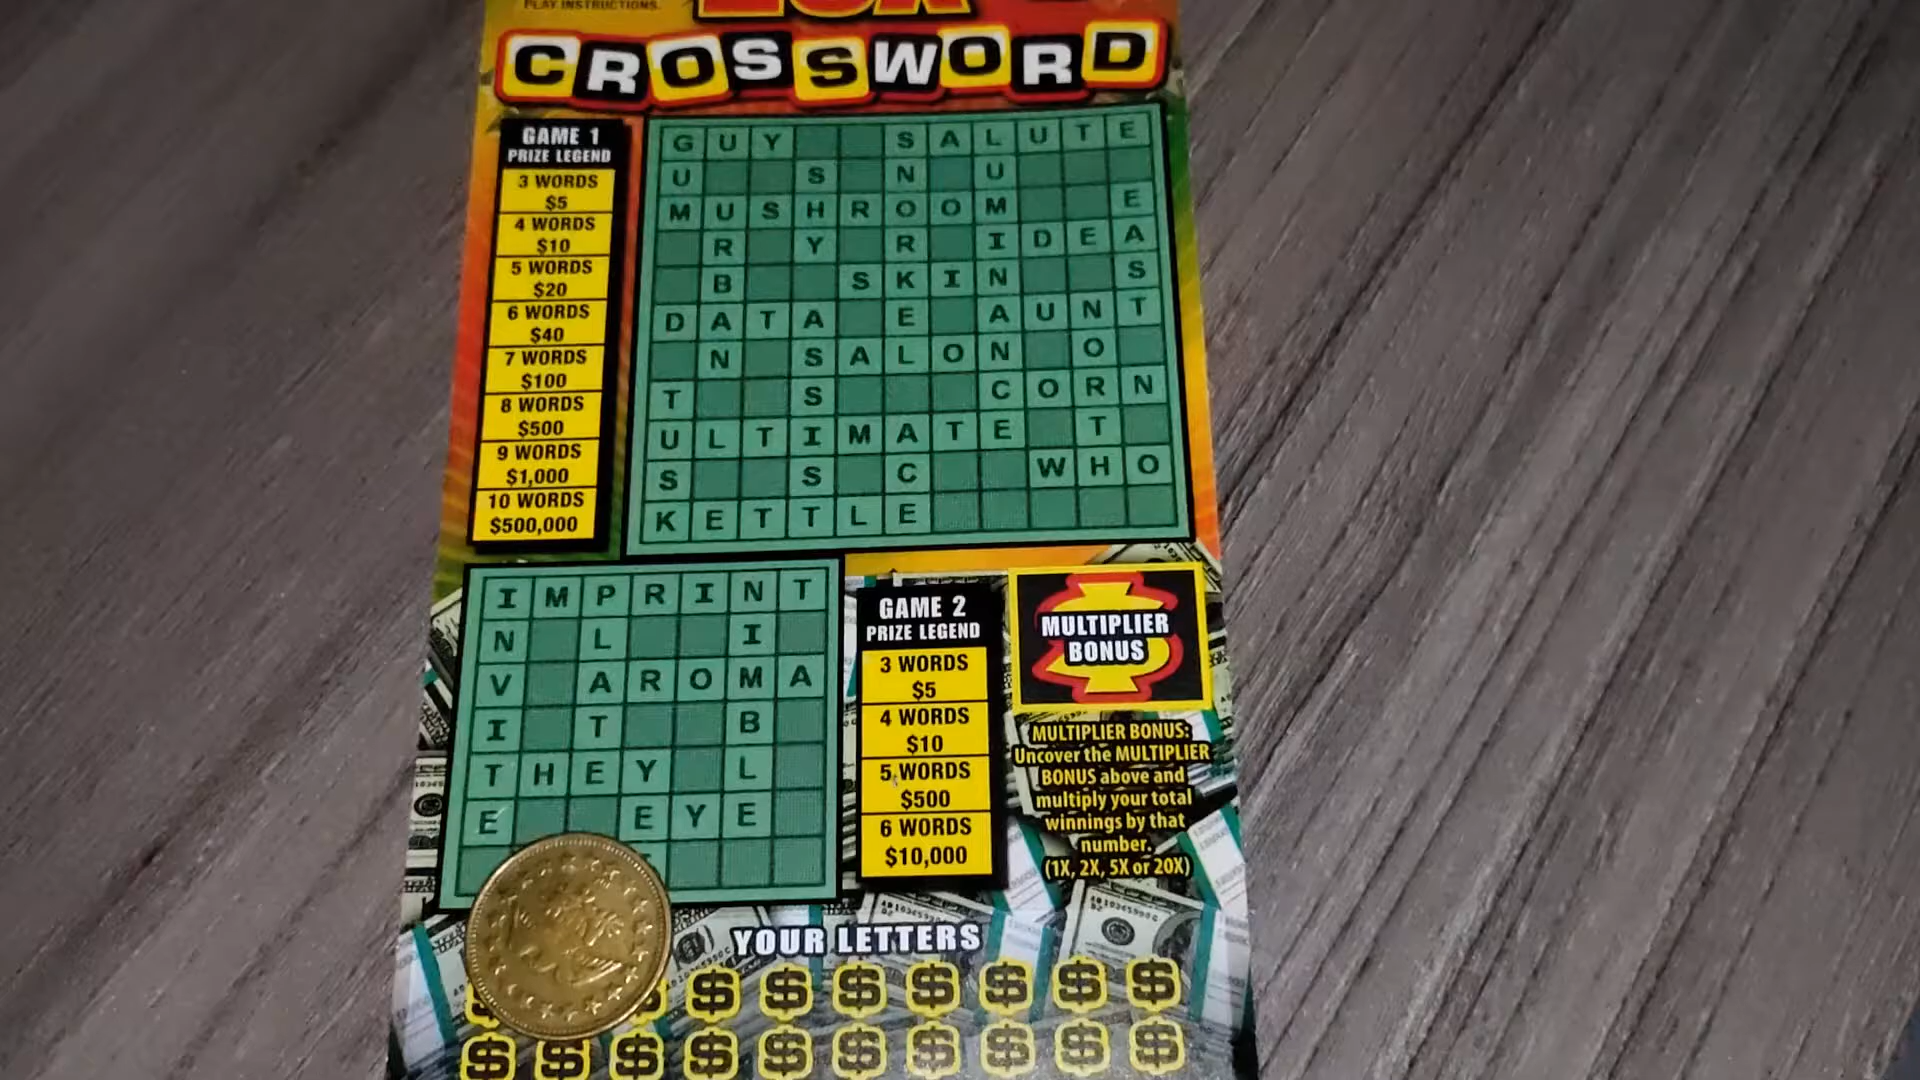 PLAY INSTRUCTIONS.
20X
CROSSWORD
GAME 1
PRIZE LEGEND
3 WORDS
$5
4 WORDS
$10
5 WORDS
$20
6 WORDS
$40
7 WORDS
$100
8 WORDS
$500
9 WORDS
$1,000
10 WORDS
$500,000
G U Y S A L U T E
U S N U
M U S H R O O M E
R Y R I D E A
B S K I N S
D A T A E A U N T
N S A L O N O
T S C O R N
U L T I M A T E T
S S C W H O
K E T T L E
I M P R I N T
N L I
V A R O M A
I T B
T H E Y L
E E Y E
GAME 2
PRIZE LEGEND
3 WORDS
$5
4 WORDS
$10
5 WORDS
$500
6 WORDS
$10,000
MULTIPLIER
BONUS
MULTIPLIER BONUS:
Uncover the MULTIPLIER
BONUS above and
multiply your total
winnings by that
number.
(1X, 2X, 5X or 20X)
YOUR LETTERS
$ $ $ $ $ $ $
$ $ $ $ $ $ $ $ $ $